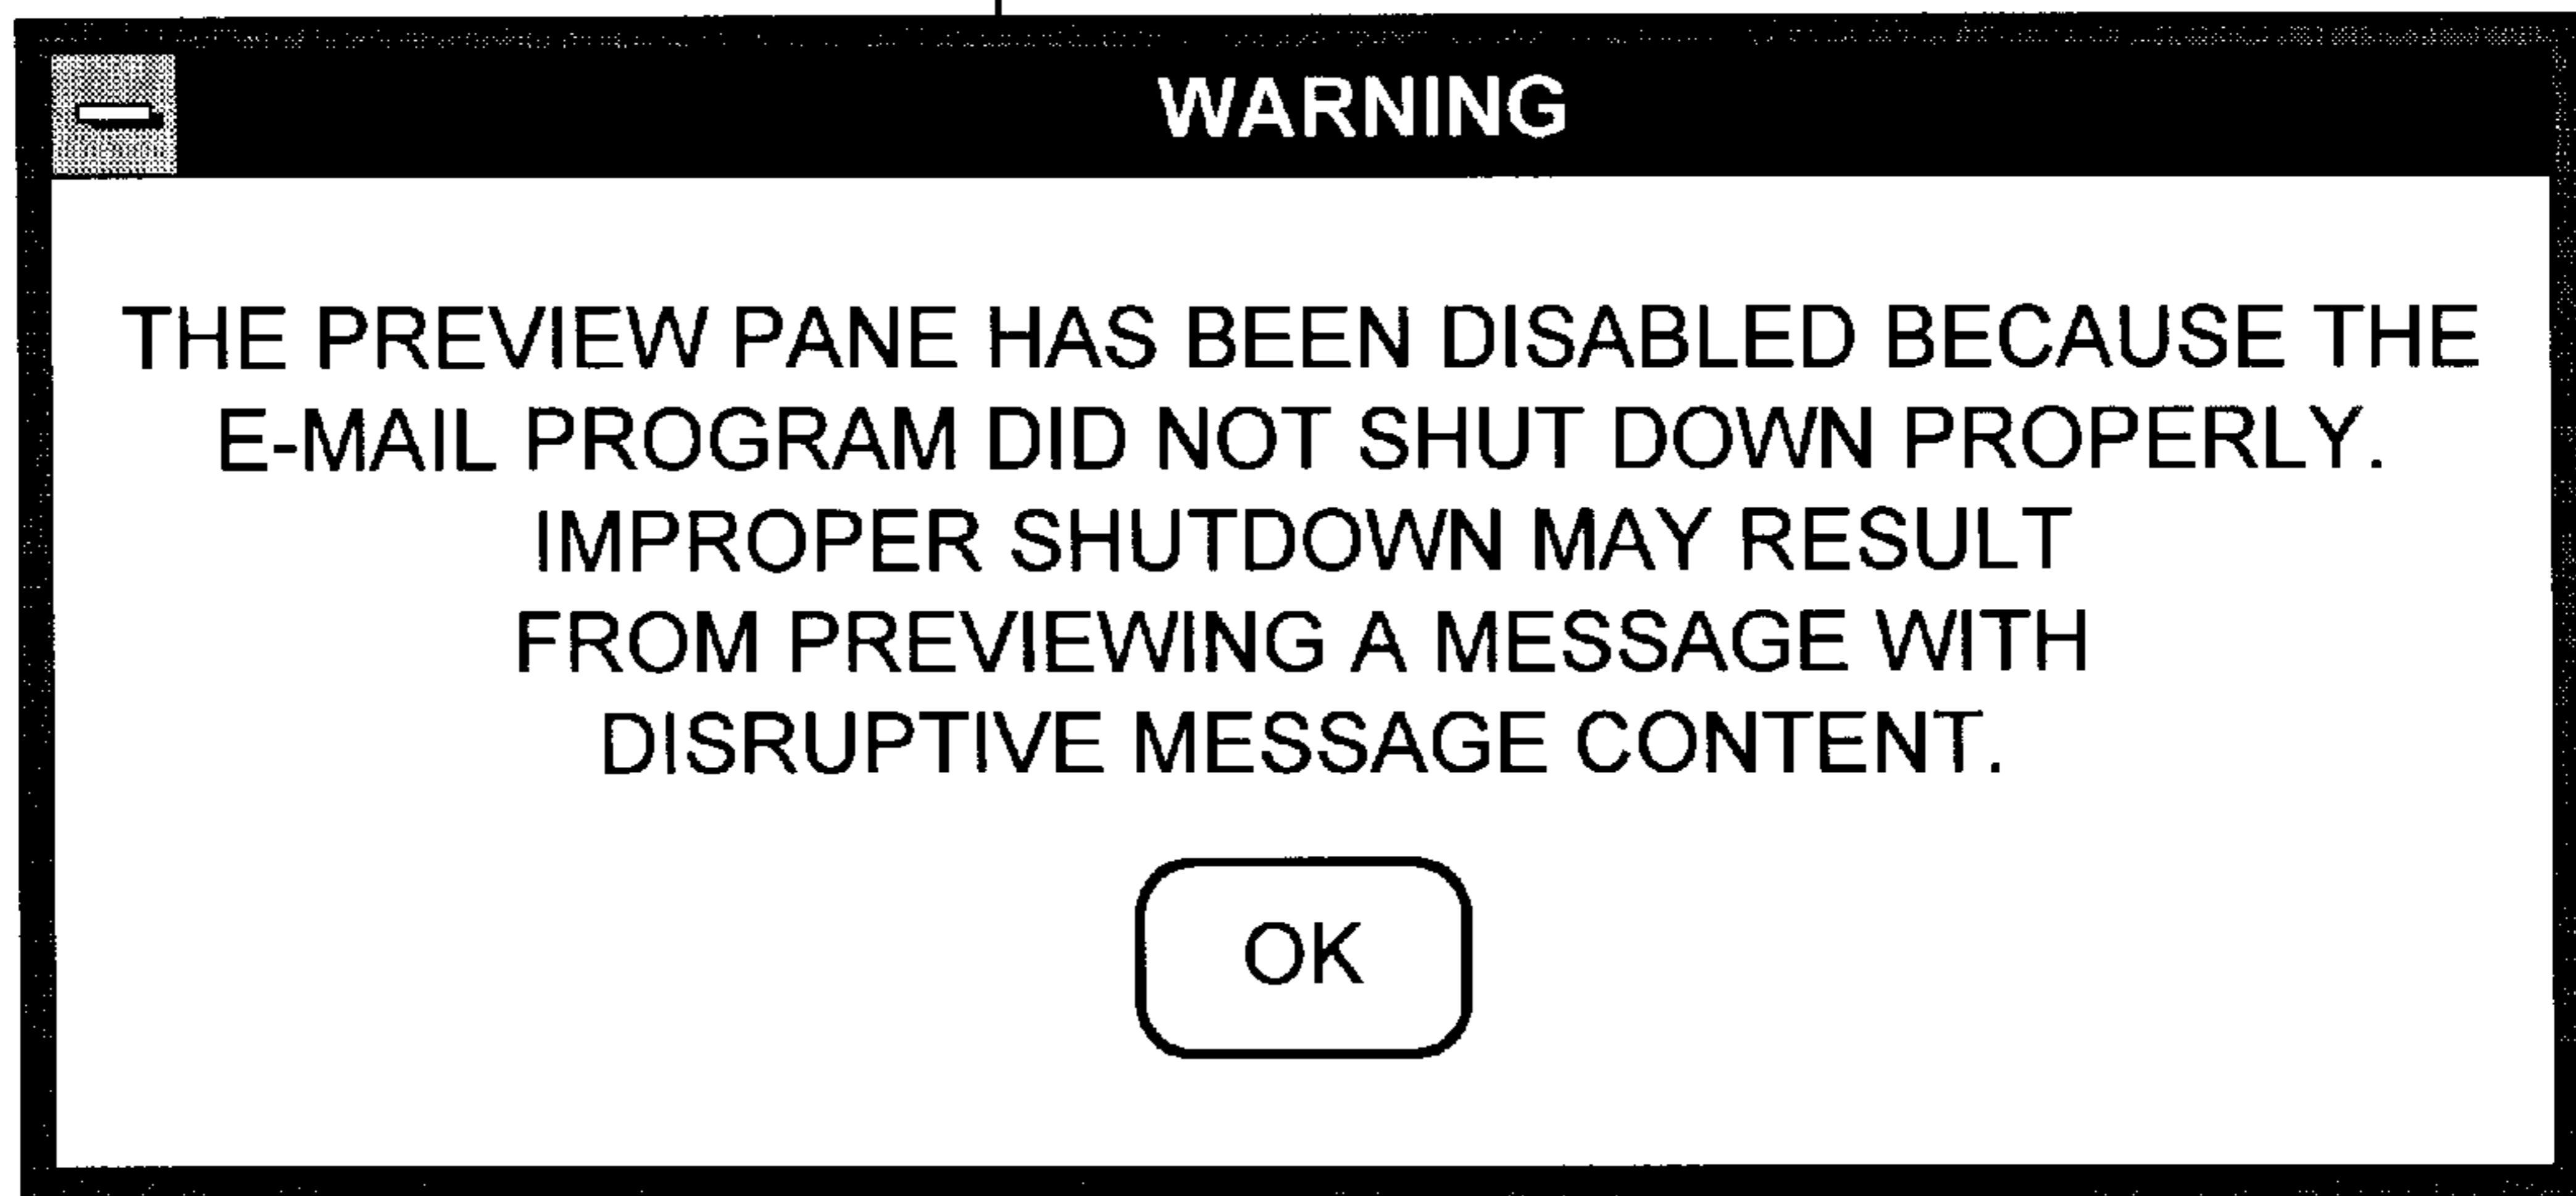 WARNING
THE PREVIEW PANE HAS BEEN DISABLED BECAUSE THE
E-MAIL PROGRAM DID NOT SHUT DOWN PROPERLY.
IMPROPER SHUTDOWN MAY RESULT
FROM PREVIEWING A MESSAGE WITH
DISRUPTIVE MESSAGE CONTENT.
OK